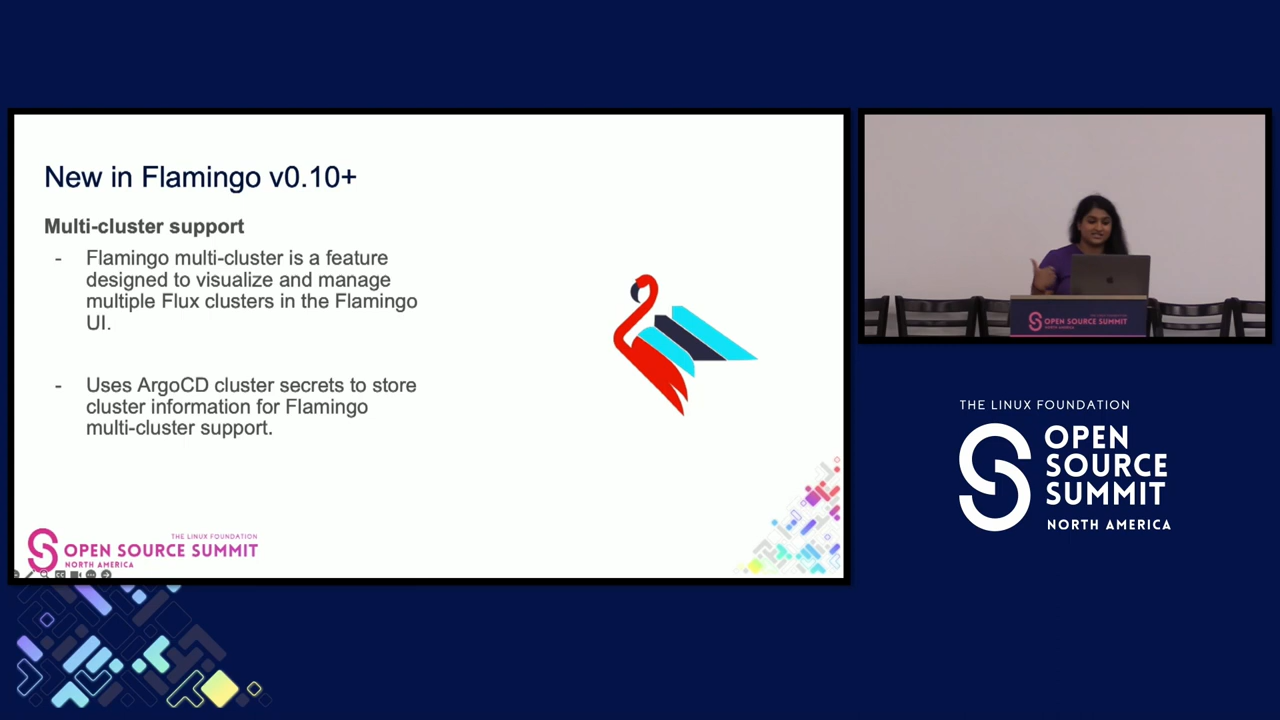 New in Flamingo v0.10+
Multi-cluster support
- Flamingo multi-cluster is a feature
designed to visualize and manage
multiple Flux clusters in the Flamingo
UI.
- Uses ArgoCD cluster secrets to store
cluster information for Flamingo
multi-cluster support.
THE LINUX FOUNDATION
OPEN SOURCE SUMMIT
NORTH AMERICA
OPEN SOURCE SUMMIT
NORTH AMERICA
THE LINUX FOUNDATION
OPEN
SOURCE
SUMMIT
NORTH AMERICA